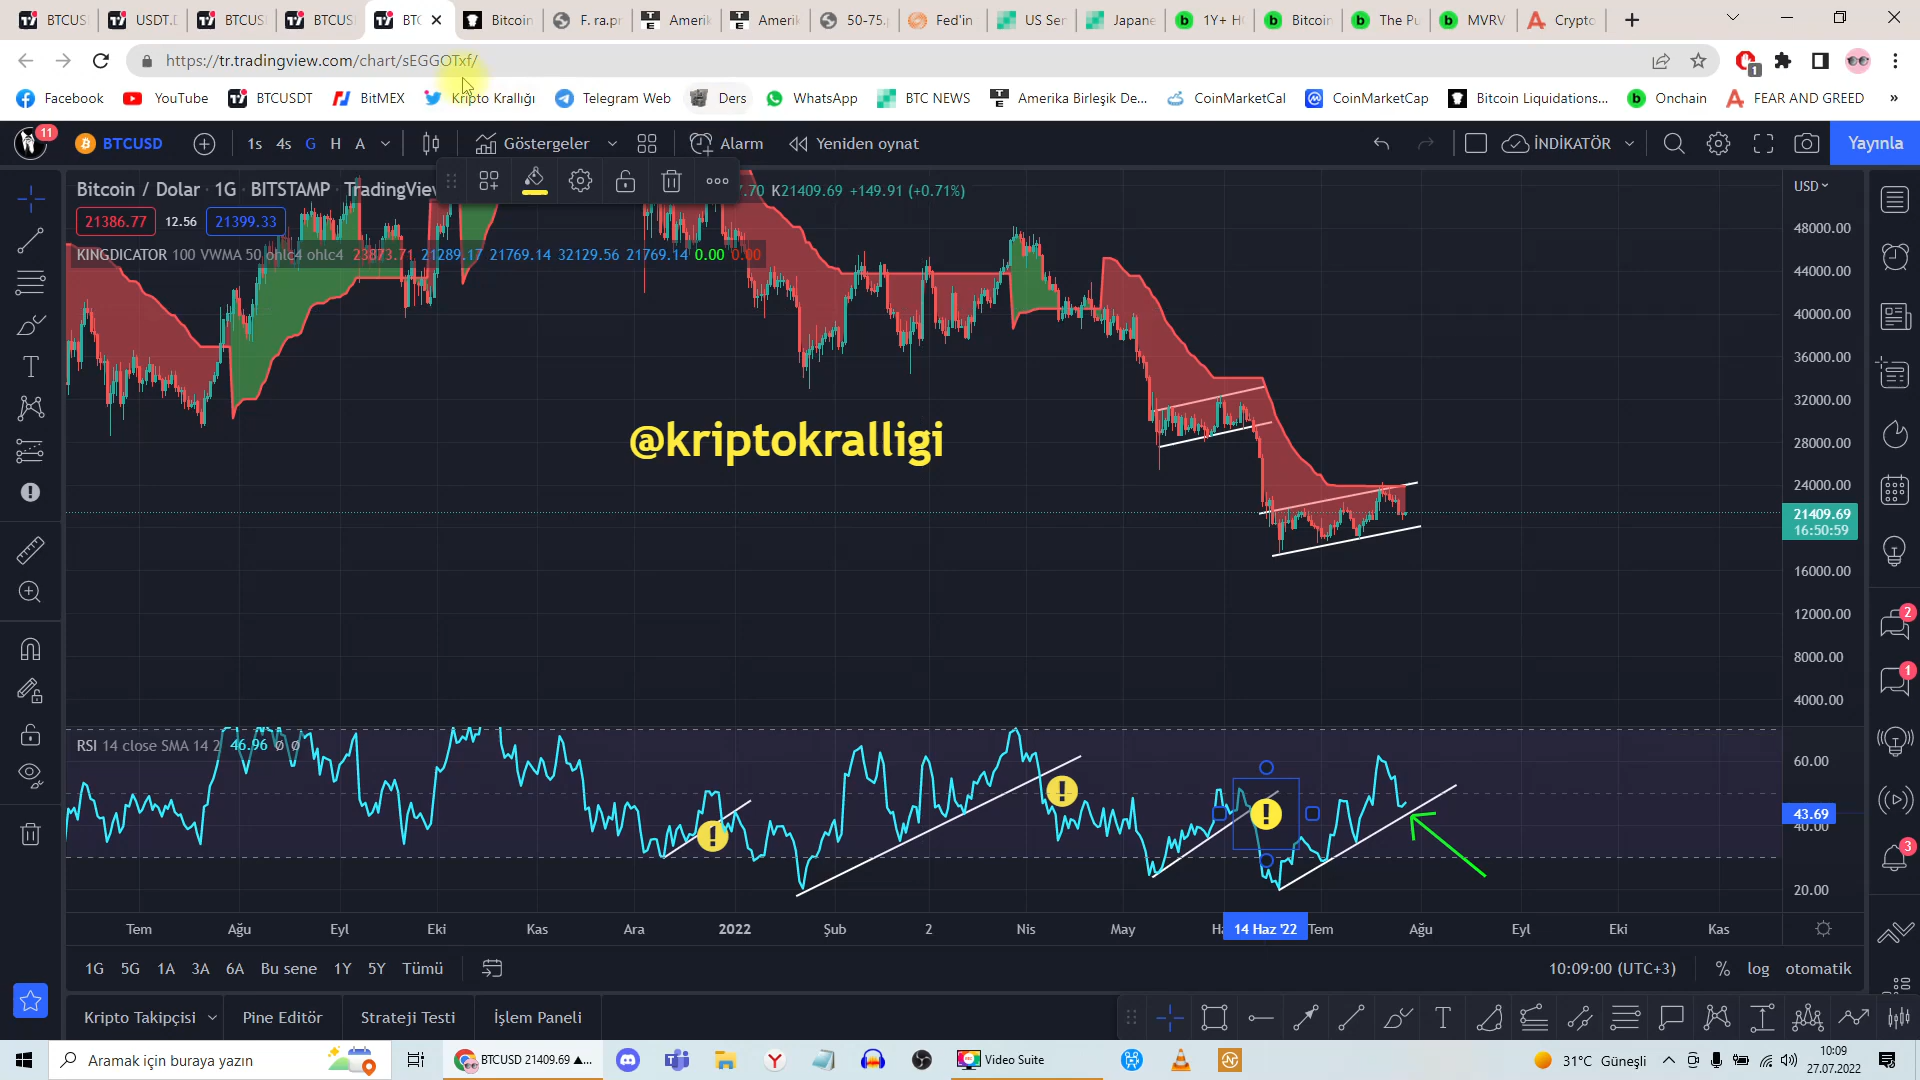 BTCUS
USDT.D
BTCUS
BTCUS
BTC
Bitcoin
F. ra.pr
Amerik
Amerik
50-75.
Fed'in
US Ser
Japane
1Y+ H
Bitcoin
The Pu
MVRV
Crypto
https://tr.tradingview.com/chart/sEGGOTxf/
1
Facebook
YouTube
BTCUSDT
BitMEX
Kripto Krallığı
Telegram Web
Ders
WhatsApp
BTC NEWS
Amerika Birleşik De...
CoinMarketCal
CoinMarketCap
Bitcoin Liquidations...
Onchain
FEAR AND GREED
»
11
BTCUSD
1s 4s G H A
Göstergeler
Alarm
Yeniden oynat
İNDİKATÖR
Yayınla
Bitcoin / Dolar · 1G · BITSTAMP · TradingView
7.70 K21409.69 +149.91 (+0.71%)
USD
21386.77 12.56 21399.33
KINGDICATOR 100 VWMA 50 ohlc4 ohlc4 23873.71 21289.17 21769.14 32129.56 21769.14 0.00 0.00
48000.00
44000.00
40000.00
36000.00
32000.00
28000.00
24000.00
21409.69
16:50:59
16000.00
12000.00
8000.00
4000.00
@kriptokralligi
2
1
3
RSI 14 close SMA 14 2 46.96 Ø Ø
60.00
43.69
40.00
20.00
Tem Ağu Eyl Eki Kas Ara 2022 Şub 2 Nis May Ha 14 Haz '22 Tem Ağu Eyl Eki Kas
1G 5G 1A 3A 6A Bu sene 1Y 5Y Tümü
10:09:00 (UTC+3) % log otomatik
Kripto Takipçisi
Pine Editör
Strateji Testi
İşlem Paneli
Aramak için buraya yazın
BTCUSD 21409.69 ▲...
Video Suite
31°C Güneşli
10:09
27.07.2022